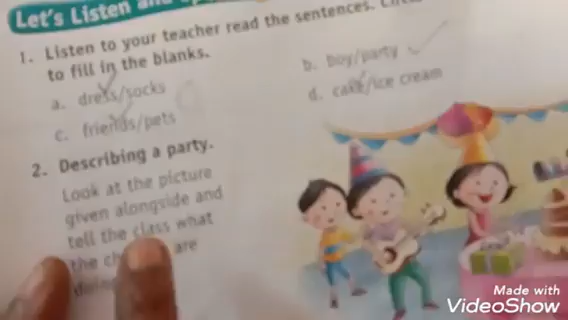 Let's Listen and
1. Listen to your teacher read the sentences.
to fill in the blanks.
a. dress/socks
b. boy/party
c. friends/pets
d. cake/ice cream
2. Describing a party.
Look at the picture
given alongside and
tell the class what
the are
Made with
VideoShow